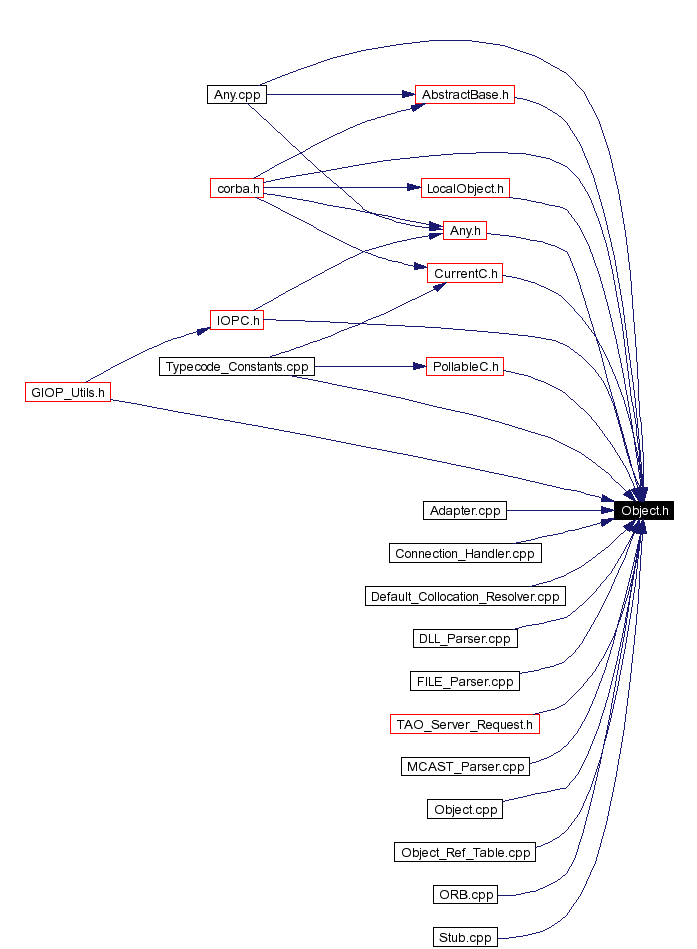 Any.cpp
AbstractBase.h
corba.h
LocalObject.h
Any.h
CurrentC.h
IOPC.h
Typecode_Constants.cpp
PollableC.h
GIOP_Utils.h
Object.h
Adapter.cpp
Connection_Handler.cpp
Default_Collocation_Resolver.cpp
DLL_Parser.cpp
FILE_Parser.cpp
TAO_Server_Request.h
MCAST_Parser.cpp
Object.cpp
Object_Ref_Table.cpp
ORB.cpp
Stub.cpp